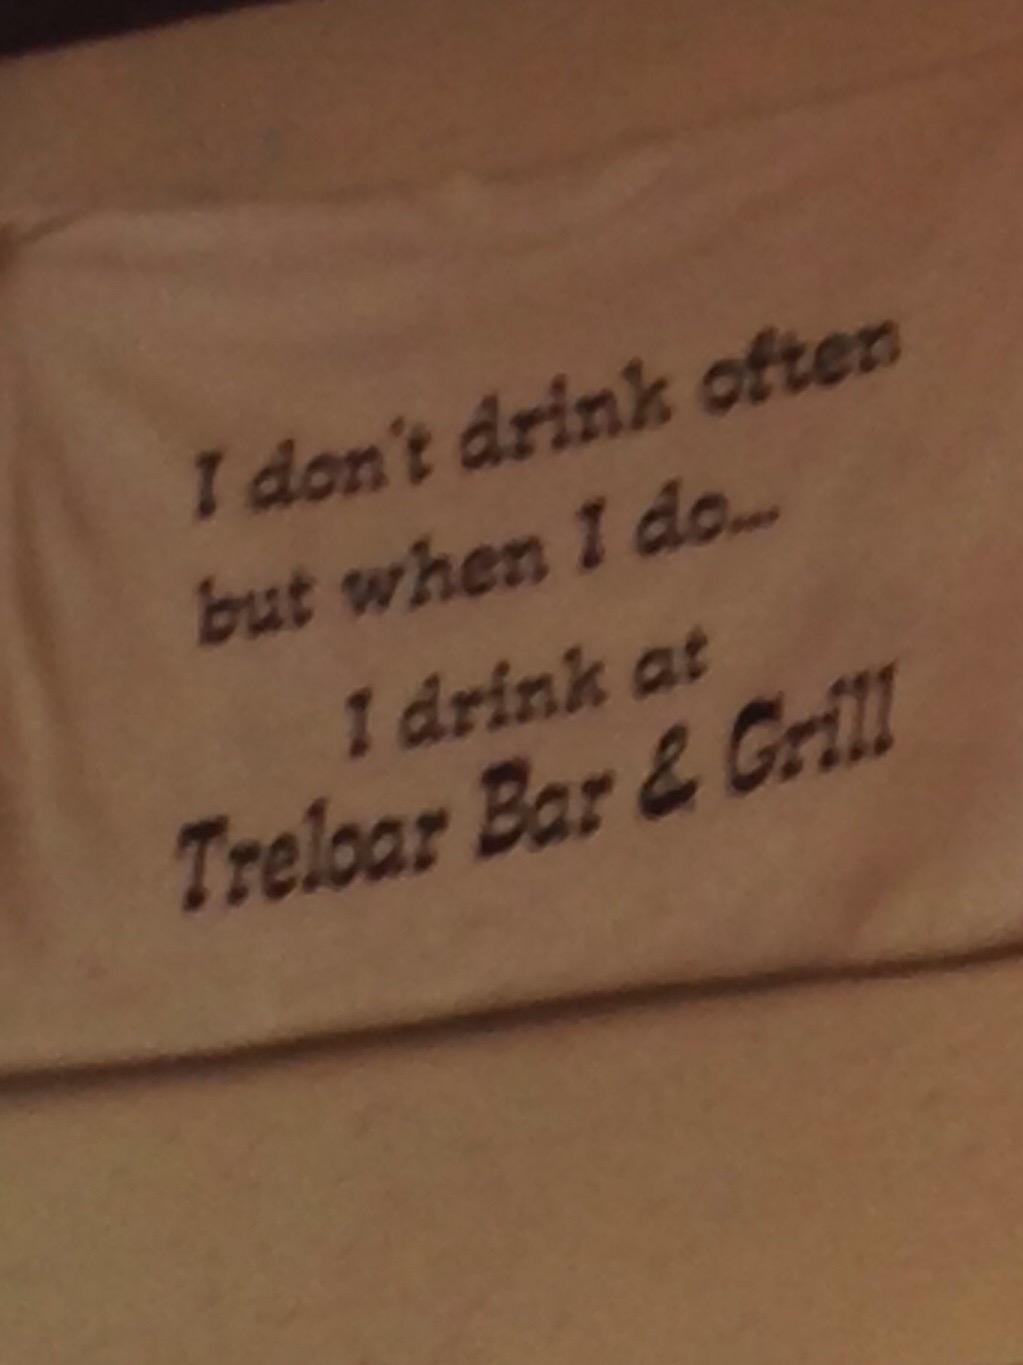 I don't drink often
but when I do...
I drink at
Treloar Bar & Grill